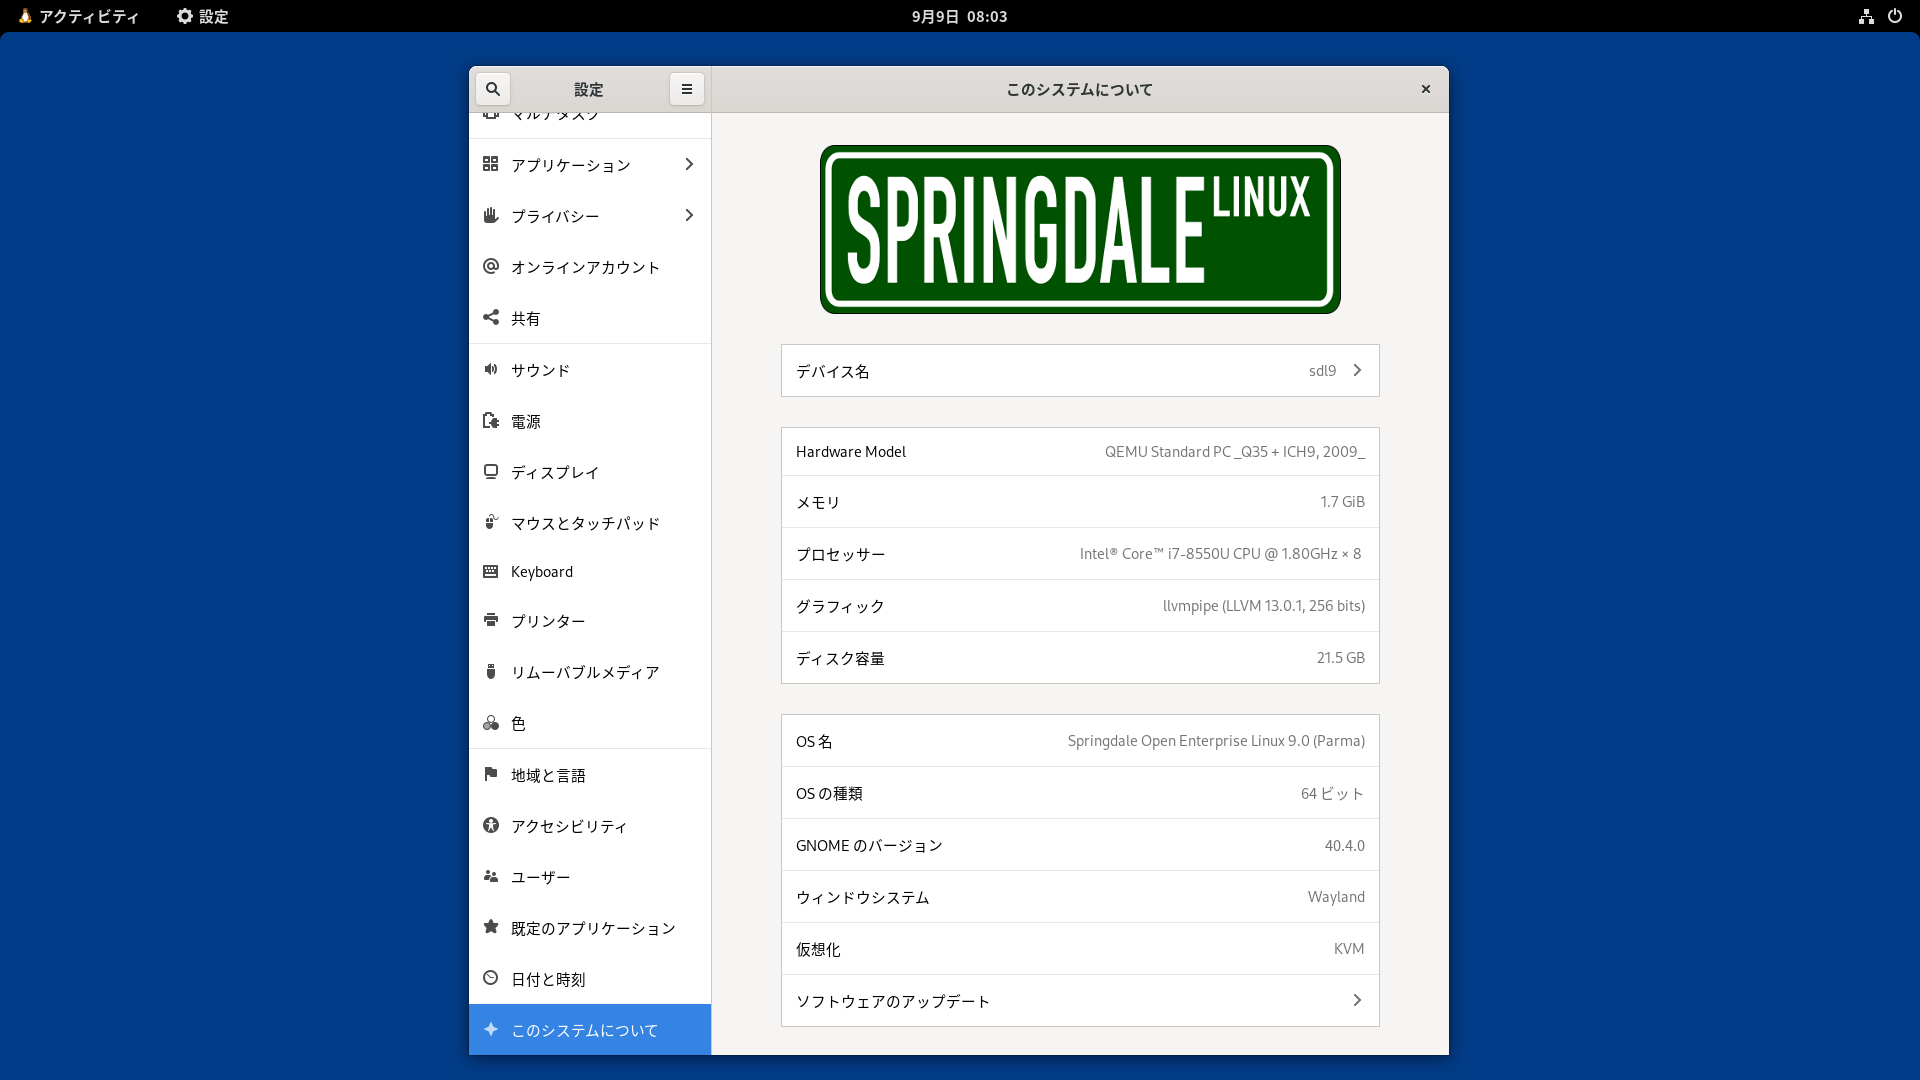 アクティビティ
設定
9月9日 08:03
設定
このシステムについて
マルチタスク
アプリケーション
プライバシー
オンラインアカウント
共有
サウンド
電源
ディスプレイ
マウスとタッチパッド
Keyboard
プリンター
リムーバブルメディア
色
地域と言語
アクセシビリティ
ユーザー
既定のアプリケーション
日付と時刻
このシステムについて
SPRINGDALE LINUX
デバイス名 sdl9
Hardware Model QEMU Standard PC _Q35 + ICH9, 2009_
メモリ 1.7 GiB
プロセッサー Intel® Core™ i7-8550U CPU @ 1.80GHz × 8
グラフィック llvmpipe (LLVM 13.0.1, 256 bits)
ディスク容量 21.5 GB
OS 名 Springdale Open Enterprise Linux 9.0 (Parma)
OS の種類 64 ビット
GNOME のバージョン 40.4.0
ウィンドウシステム Wayland
仮想化 KVM
ソフトウェアのアップデート